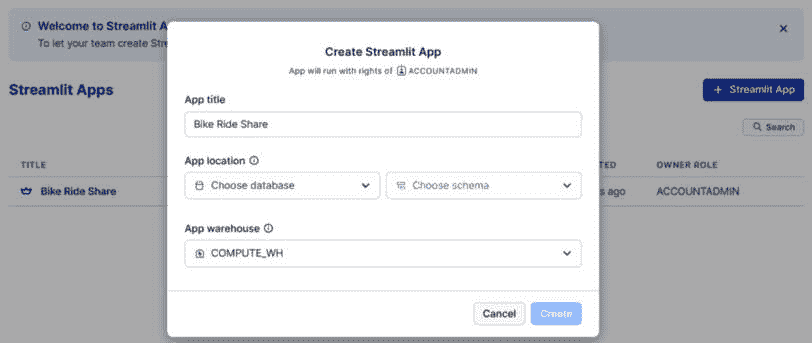 Welcome to Streamlit A
To let your team create Stre
Streamlit Apps
+ Streamlit App
Search
TITLE
TED
OWNER ROLE
Bike Ride Share
s ago
ACCOUNTADMIN
Create Streamlit App
App will run with rights of ACCOUNTADMIN
App title
Bike Ride Share
App location
Choose database
Choose schema
App warehouse
COMPUTE_WH
Cancel
Create